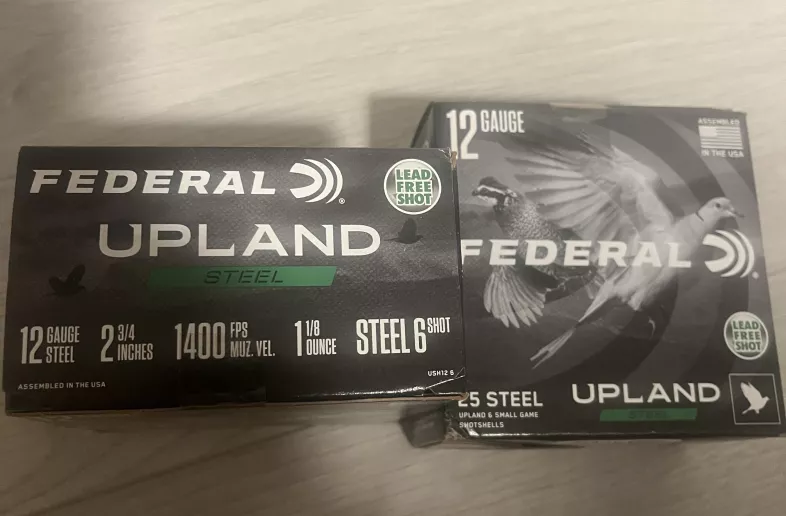 FEDERAL
LEAD
FREE
SHOT
UPLAND
STEEL
12 GAUGE STEEL
2 3/4 INCHES
1400 FPS MUZ. VEL.
1 1/8 OUNCE
STEEL 6 SHOT
ASSEMBLED IN THE USA
USH12 6
12 GAUGE
ASSEMBLED
IN THE USA
FEDERAL
LEAD
FREE
SHOT
25 STEEL
UPLAND & SMALL GAME
SHOTSHELLS
UPLAND
STEEL